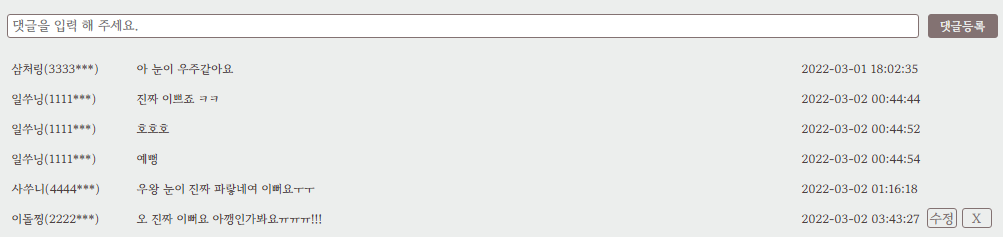 댓글을 입력 해 주세요. 댓글등록
삼처링(3333***) 아 눈이 우주같아요 2022-03-01 18:02:35
일쑤닝(1111***) 진짜 이쁘죠 ㅋㅋ 2022-03-02 00:44:44
일쑤닝(1111***) 호호호 2022-03-02 00:44:52
일쑤닝(1111***) 예뻥 2022-03-02 00:44:54
사쑤니(4444***) 우왕 눈이 진짜 파랗네여 이뻐요ㅜㅜ 2022-03-02 01:16:18
이돌찡(2222***) 오 진짜 이뻐요 아깽인가봐요ㅠㅠㅠ!!! 2022-03-02 03:43:27 수정 X